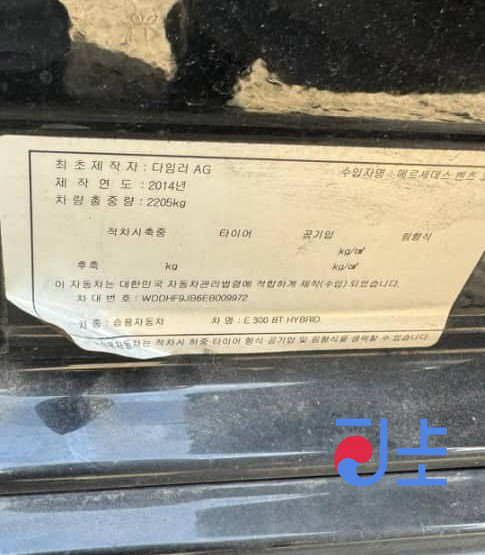 최초제작자 : 다임러 AG 수입자명 : 메르세데스 벤츠
제작연도 : 2014년
차량총중량 : 2205kg
적차시축중 타이어 공기압 림형식
kg/㎠
후축 kg kg/㎠
이 자동차는 대한민국 자동차관리법령에 적합하게 제작(수입) 되었습니다.
차대번호 : WDDHF9JB6EB009972
차종 : 승용자동차 차명 : E 300 BT HYBRID
자동차는 적차시 하중·타이어 형식 공기압 및 림형식을 생략할 수 있습니다.